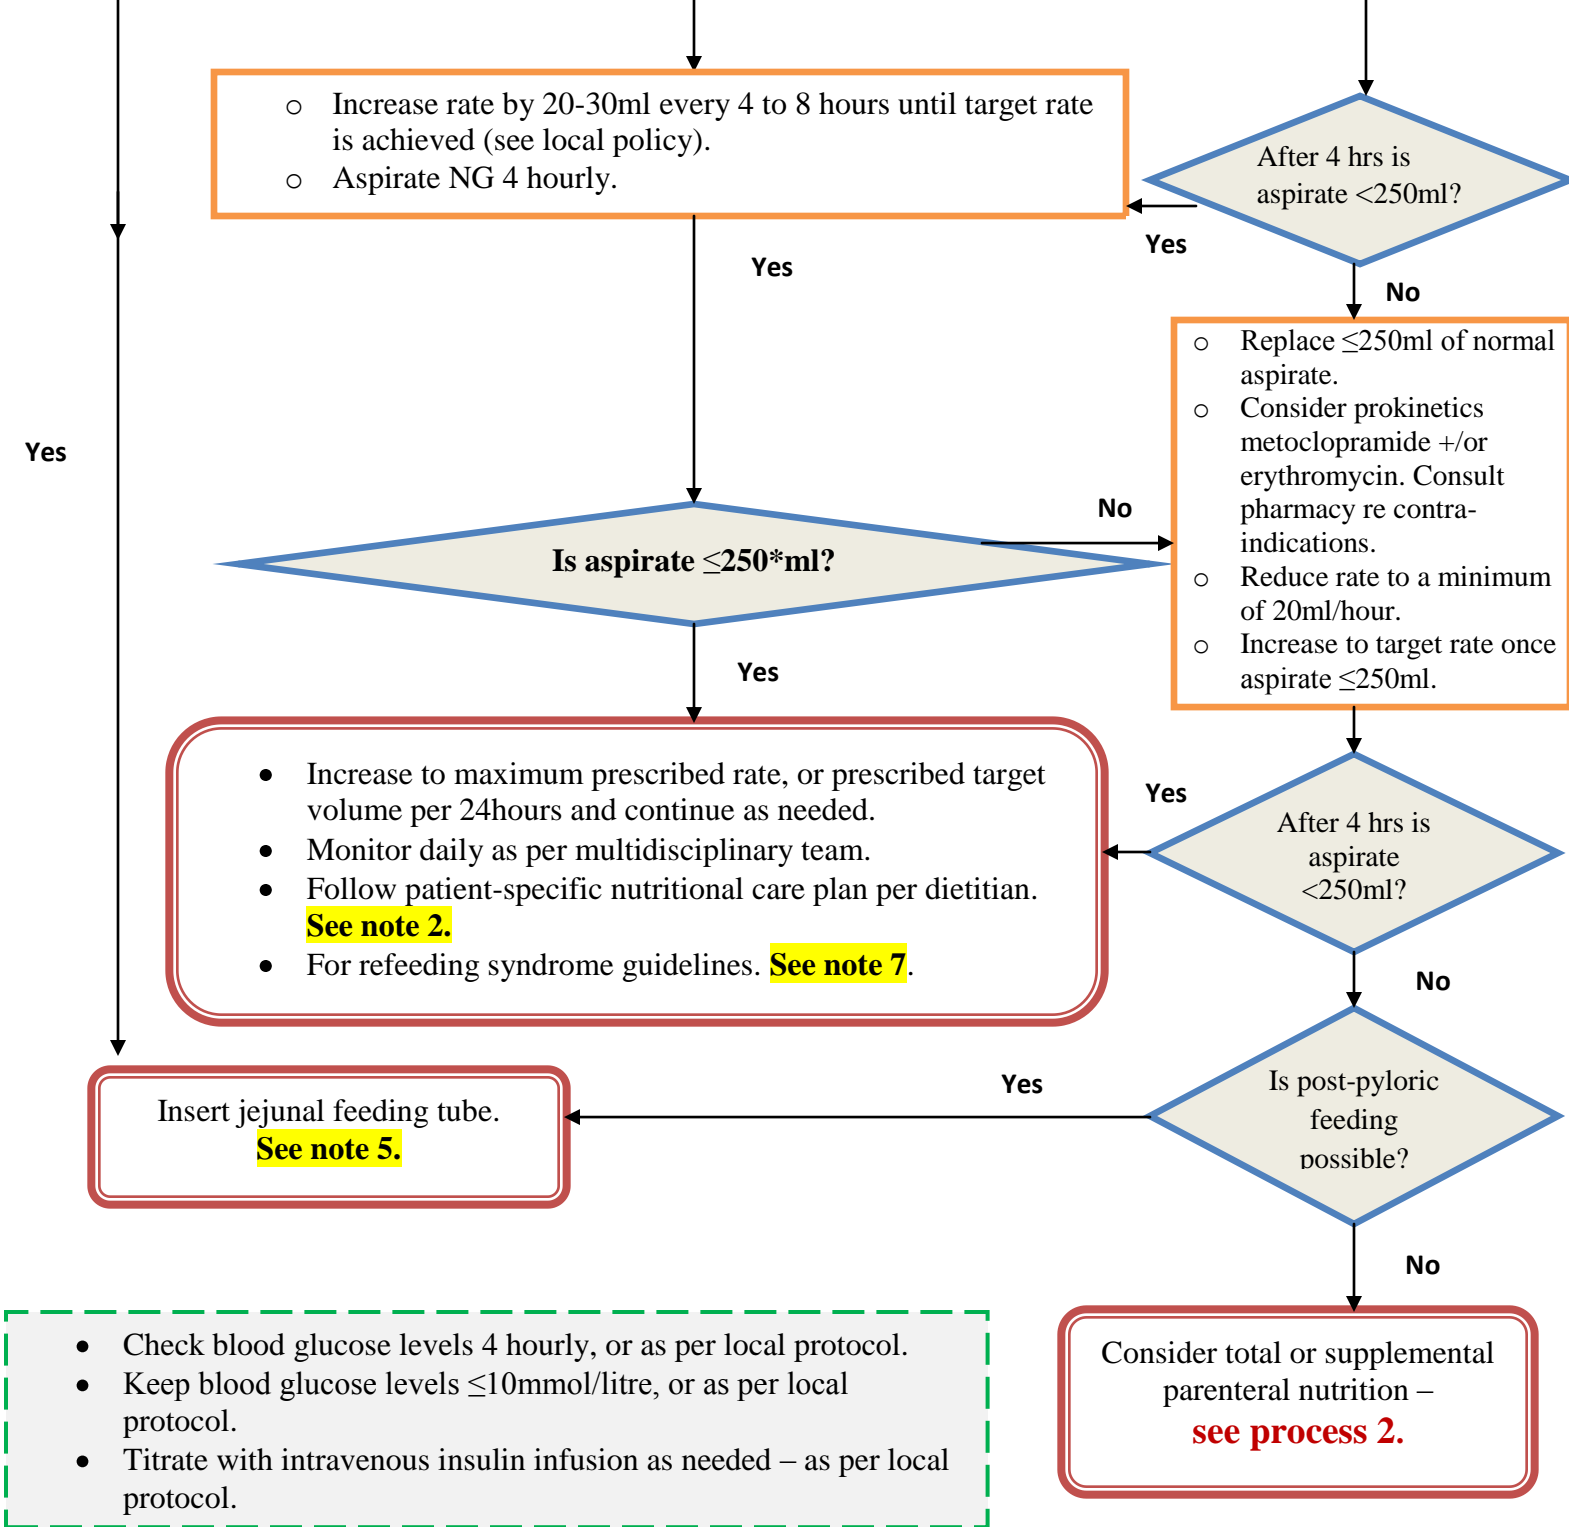 ○ Increase rate by 20-30ml every 4 to 8 hours until target rate
is achieved (see local policy).
○ Aspirate NG 4 hourly.
After 4 hrs is
aspirate <250ml?
Yes
Yes
No
○ Replace ≤250ml of normal
aspirate.
○ Consider prokinetics
metoclopramide +/or
erythromycin. Consult
pharmacy re contra-
indications.
○ Reduce rate to a minimum
of 20ml/hour.
○ Increase to target rate once
aspirate ≤250ml.
Yes
No
Is aspirate ≤250*ml?
Yes
• Increase to maximum prescribed rate, or prescribed target
volume per 24hours and continue as needed.
• Monitor daily as per multidisciplinary team.
• Follow patient-specific nutritional care plan per dietitian.
See note 2.
• For refeeding syndrome guidelines. See note 7.
Yes
After 4 hrs is
aspirate
<250ml?
No
Insert jejunal feeding tube.
See note 5.
Yes
Is post-pyloric
feeding
possible?
No
• Check blood glucose levels 4 hourly, or as per local protocol.
• Keep blood glucose levels ≤10mmol/litre, or as per local
protocol.
• Titrate with intravenous insulin infusion as needed – as per local
protocol.
Consider total or supplemental
parenteral nutrition –
see process 2.